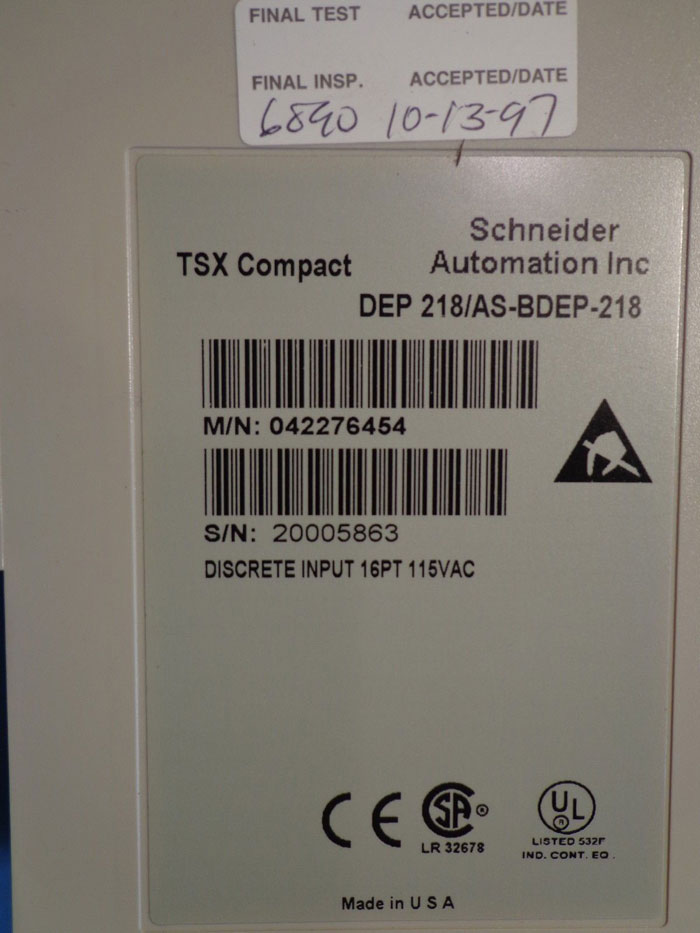 FINAL TEST ACCEPTED/DATE
FINAL INSP. ACCEPTED/DATE
6890 10-13-97
Schneider
TSX Compact Automation Inc
DEP 218/AS-BDEP-218
M/N: 042276454
S/N: 20005863
DISCRETE INPUT 16PT 115VAC
CE SA ® UL ®
LR 32678
LISTED 532F
IND. CONT. EQ.
Made in U S A